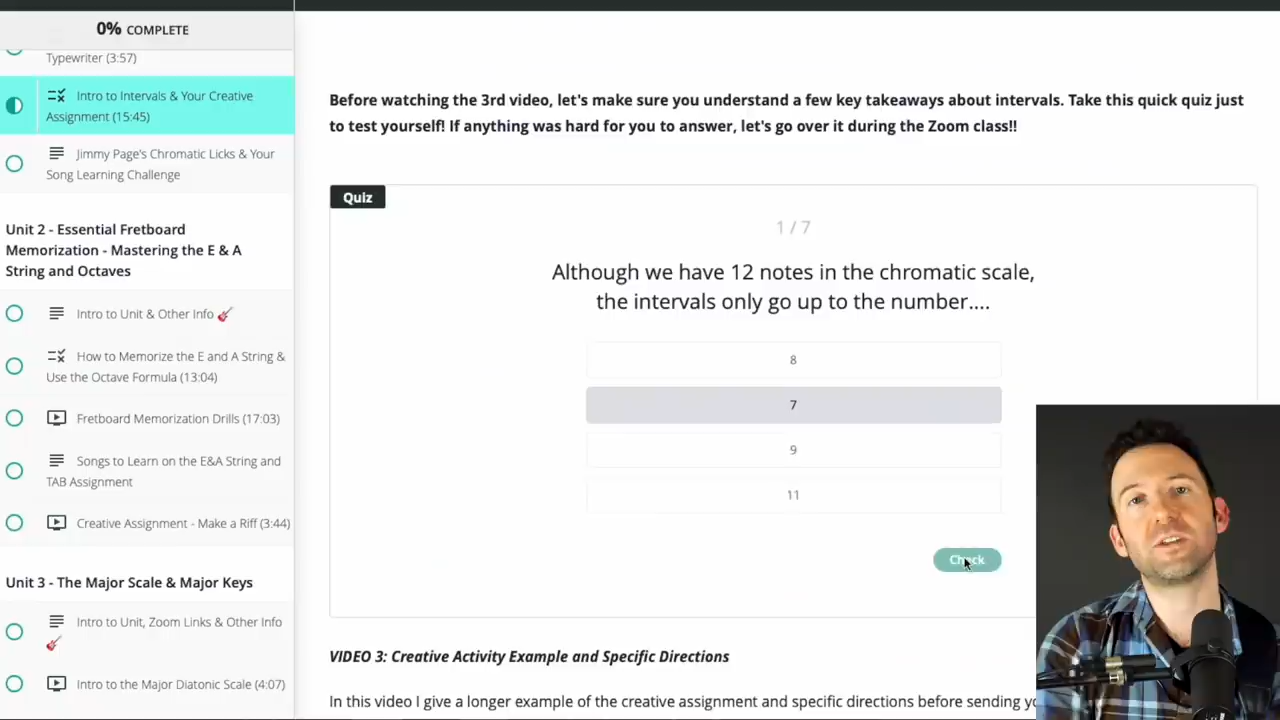 0% COMPLETE
Typewriter (3:57)
Intro to Intervals & Your Creative
Assignment (15:45)
Jimmy Page's Chromatic Licks & Your
Song Learning Challenge
Unit 2 - Essential Fretboard
Memorization - Mastering the E & A
String and Octaves
Intro to Unit & Other Info 🎸
How to Memorize the E and A String &
Use the Octave Formula (13:04)
Fretboard Memorization Drills (17:03)
Songs to Learn on the E&A String and
TAB Assignment
Creative Assignment - Make a Riff (3:44)
Unit 3 - The Major Scale & Major Keys
Intro to Unit, Zoom Links & Other Info
🎸
Intro to the Major Diatonic Scale (4:07)
Before watching the 3rd video, let's make sure you understand a few key takeaways about intervals. Take this quick quiz just
to test yourself! If anything was hard for you to answer, let's go over it during the Zoom class!!
Quiz
1 / 7
Although we have 12 notes in the chromatic scale,
the intervals only go up to the number....
8
7
9
11
Check
VIDEO 3: Creative Activity Example and Specific Directions
In this video I give a longer example of the creative assignment and specific directions before sending